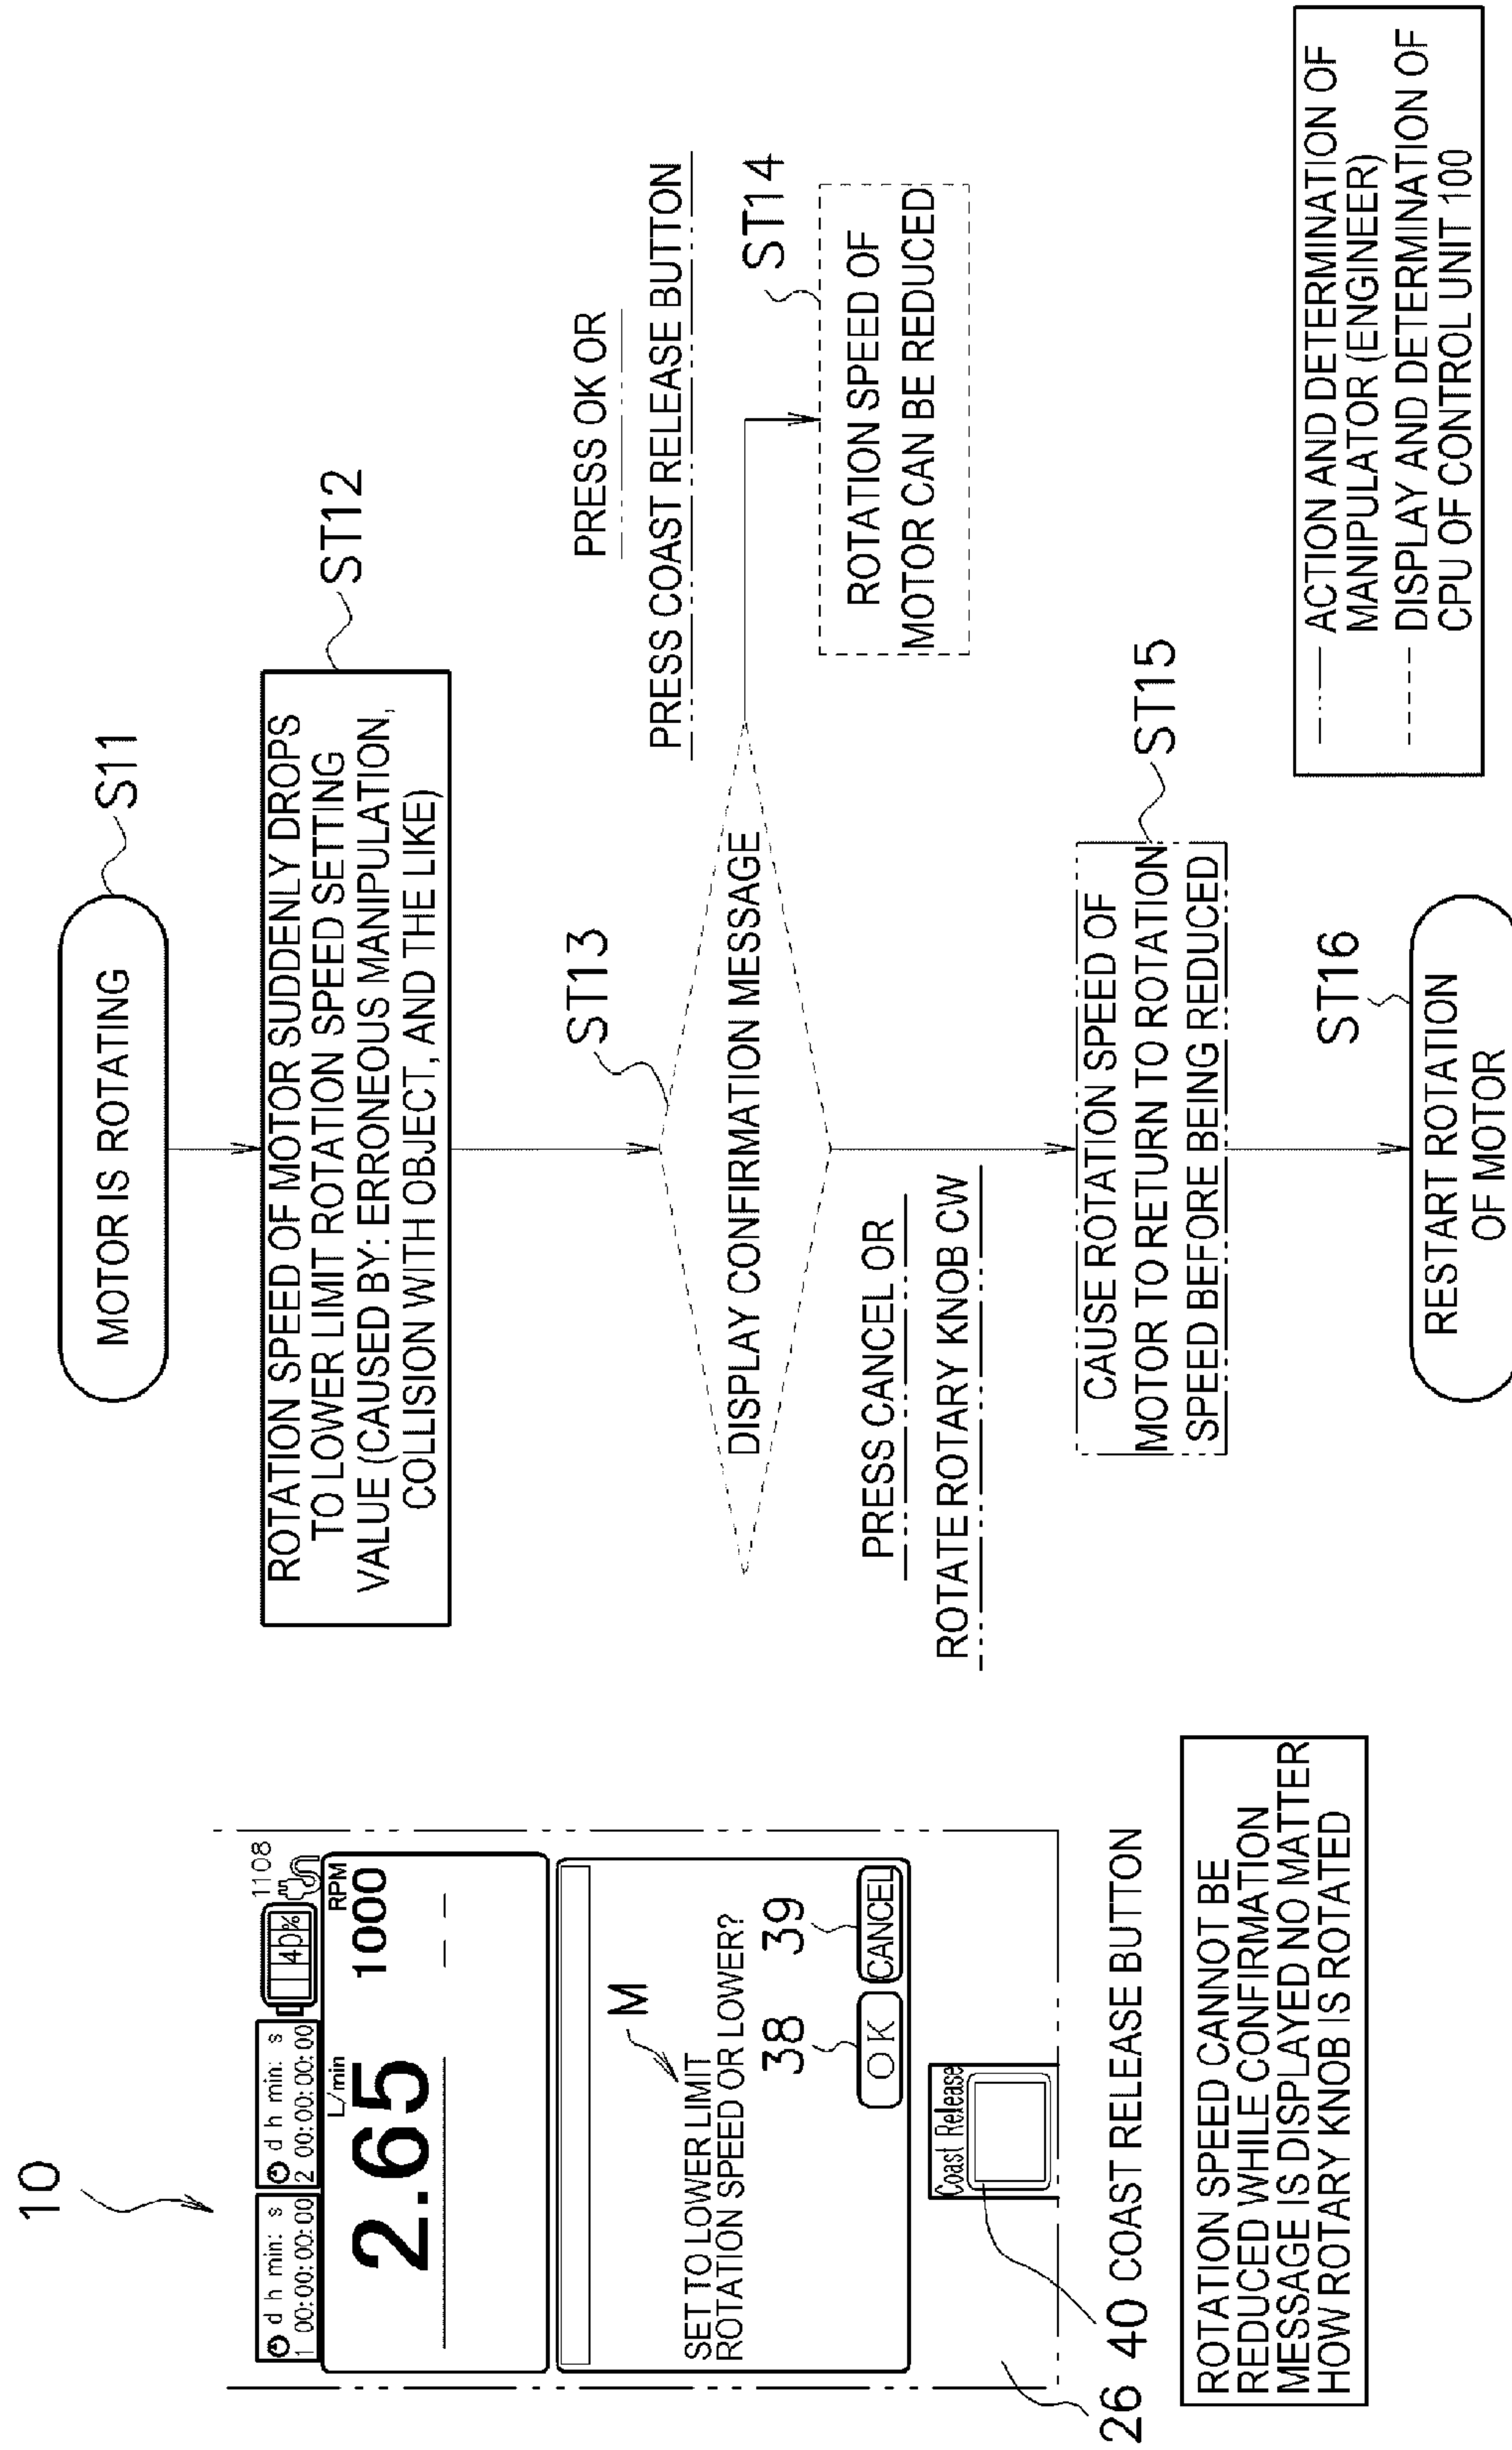 10
1108
d h min: s
1 00:00:00:00
d h min: s
2 00:00:00:00
40%
L/min
2.65
RPM
1000
M
SET TO LOWER LIMIT
ROTATION SPEED OR LOWER?
38
39
OK
CANCEL
Coast Release
26
40 COAST RELEASE BUTTON
ROTATION SPEED CANNOT BE
REDUCED WHILE CONFIRMATION
MESSAGE IS DISPLAYED NO MATTER
HOW ROTARY KNOB IS ROTATED
MOTOR IS ROTATING
S11
ROTATION SPEED OF MOTOR SUDDENLY DROPS
TO LOWER LIMIT ROTATION SPEED SETTING
VALUE (CAUSED BY: ERRONEOUS MANIPULATION,
COLLISION WITH OBJECT, AND THE LIKE)
ST12
ST13
DISPLAY CONFIRMATION MESSAGE
PRESS OK OR
PRESS COAST RELEASE BUTTON
ST14
ROTATION SPEED OF
MOTOR CAN BE REDUCED
PRESS CANCEL OR
ROTATE ROTARY KNOB CW
ST15
CAUSE ROTATION SPEED OF
MOTOR TO RETURN TO ROTATION
SPEED BEFORE BEING REDUCED
ST16
RESTART ROTATION
OF MOTOR
ACTION AND DETERMINATION OF
MANIPULATOR (ENGINEER)
DISPLAY AND DETERMINATION OF
CPU OF CONTROL UNIT 100